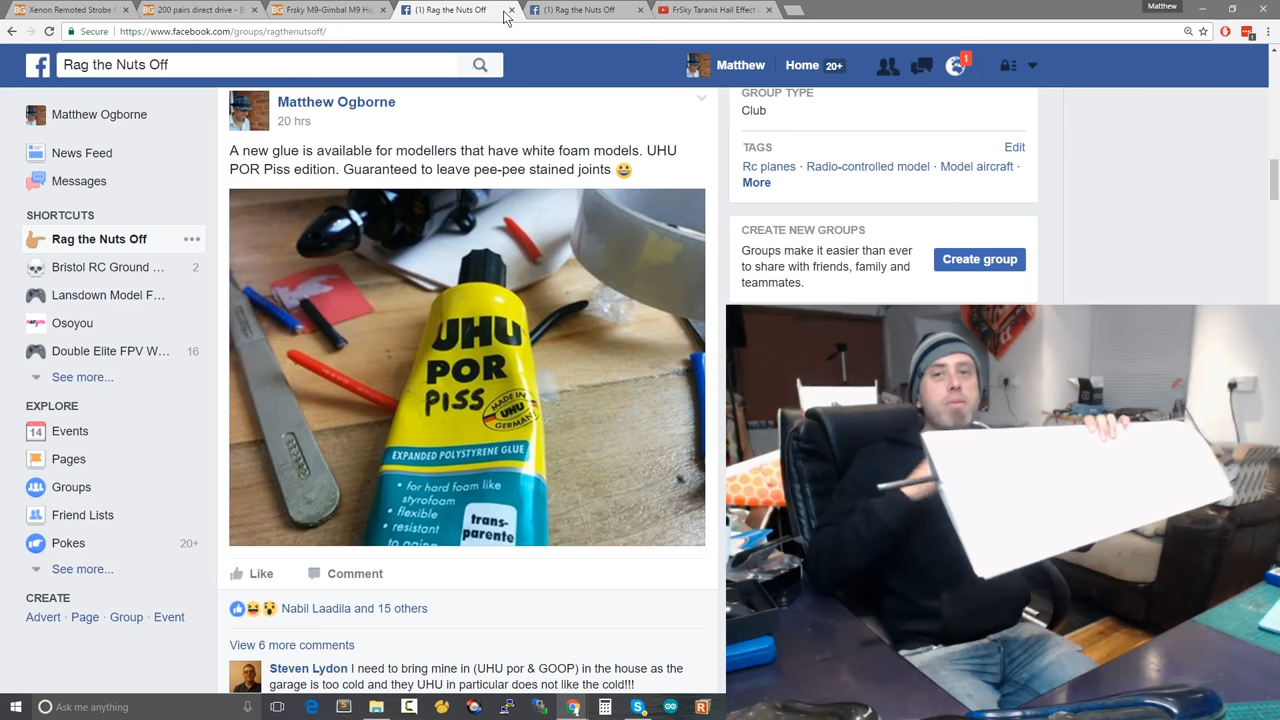 Matthew
Xenon Remoted Strobe
200 pairs direct drive - B
Frsky M9-Gimbal M9 Hig
(1) Rag the Nuts Off
(1) Rag the Nuts Off
FrSky Taranis Hall Effect
Secure
https://www.facebook.com/groups/ragthenutsoff/
Rag the Nuts Off
Matthew
Home 20+
1
Matthew Ogborne
News Feed
Messages
SHORTCUTS
Rag the Nuts Off
Bristol RC Ground ... 2
Lansdown Model F...
Osoyou
Double Elite FPV W... 16
See more...
EXPLORE
14 Events
Pages
Groups
Friend Lists
Pokes 20+
See more...
CREATE
Advert · Page · Group · Event
Matthew Ogborne
20 hrs
A new glue is available for modellers that have white foam models. UHU
POR Piss edition. Guaranteed to leave pee-pee stained joints
UHU
POR
PISS
MADE IN
UHU
GERMANY
EXPANDED POLYSTYRENE GLUE
• for hard foam like
styrofoam
• flexible
• resistant
to aging
trans-
parente
Like
Comment
Nabil Laadila and 15 others
View 6 more comments
Steven Lydon I need to bring mine in (UHU por & GOOP) in the house as the
garage is too cold and they UHU in particular does not like the cold!!!
GROUP TYPE
Club
TAGS
Edit
Rc planes · Radio-controlled model · Model aircraft ·
More
CREATE NEW GROUPS
Groups make it easier than ever
to share with friends, family and
teammates.
Create group
Ask me anything